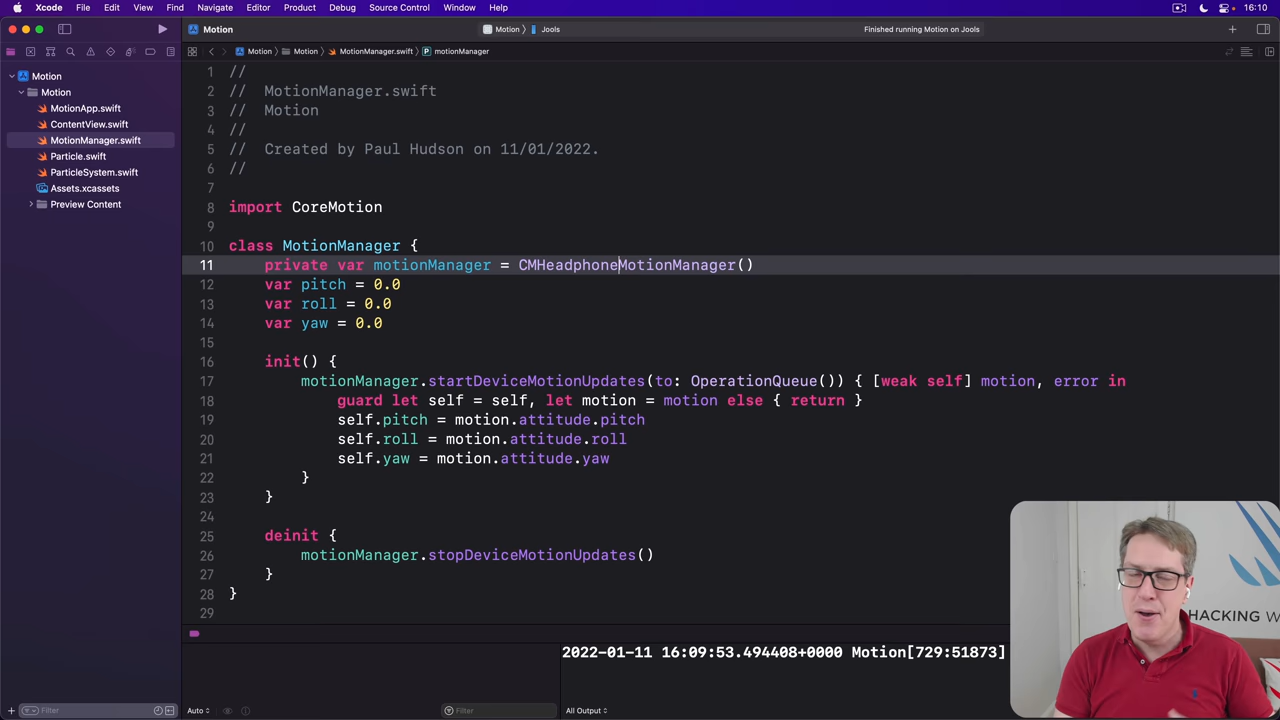 Xcode File Edit View Find Navigate Editor Product Debug Source Control Window Help 16:10
Motion Motion Jools Finished running Motion on Jools
Motion Motion MotionManager.swift P motionManager
Motion
Motion
MotionApp.swift
ContentView.swift
MotionManager.swift
Particle.swift
ParticleSystem.swift
Assets.xcassets
Preview Content
1 //
2 // MotionManager.swift
3 // Motion
4 //
5 // Created by Paul Hudson on 11/01/2022.
6 //
7
8 import CoreMotion
9
10 class MotionManager {
11 private var motionManager = CMHeadphoneMotionManager()
12 var pitch = 0.0
13 var roll = 0.0
14 var yaw = 0.0
15
16 init() {
17 motionManager.startDeviceMotionUpdates(to: OperationQueue()) { [weak self] motion, error in
18 guard let self = self, let motion = motion else { return }
19 self.pitch = motion.attitude.pitch
20 self.roll = motion.attitude.roll
21 self.yaw = motion.attitude.yaw
22 }
23 }
24
25 deinit {
26 motionManager.stopDeviceMotionUpdates()
27 }
28 }
29
2022-01-11 16:09:53.494408+0000 Motion[729:51873]
HACKING W
Filter Auto Filter All Output